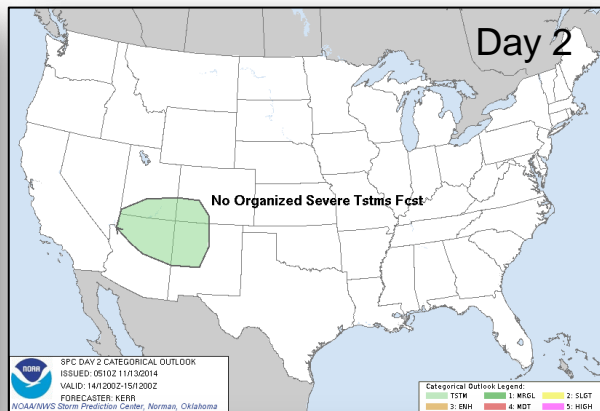 Day 2
No Organized Severe Tstms Fcst
NOAA
SPC DAY 2 CATEGORICAL OUTLOOK
ISSUED: 0510Z 11/13/2014
VALID: 14/1200Z-15/1200Z
FORECASTER: KERR
NOAA/NWS Storm Prediction Center, Norman, Oklahoma
Categorical Outlook Legend:
TSTM 1: MRGL 2: SLGT
3: ENH 4: MDT 5: HIGH